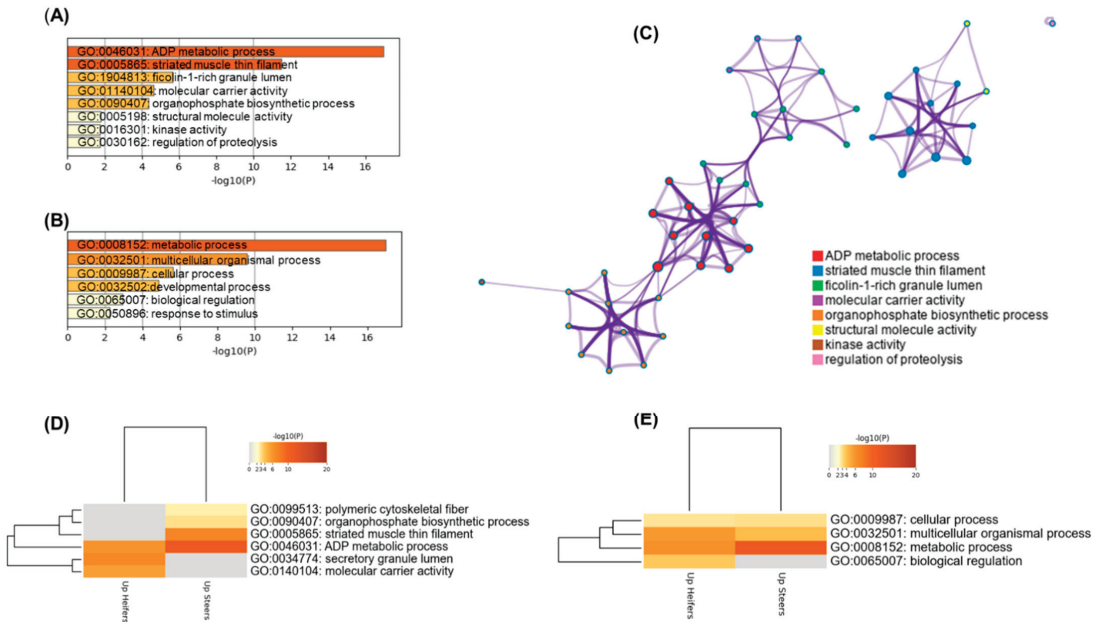 (A)
GO:0046031: ADP metabolic process
GO:0005865: striated muscle thin filament
GO:1904813: ficolin-1-rich granule lumen
GO:01140104: molecular carrier activity
GO:0090407: organophosphate biosynthetic process
GO:0005198: structural molecule activity
GO:0016301: kinase activity
GO:0030162: regulation of proteolysis
0 2 4 6 8 10 12 14 16
-log10(P)
(B)
GO:0008152: metabolic process
GO:0032501: multicellular organismal process
GO:0009987: cellular process
GO:0032502:developmental process
GO:0065007: biological regulation
GO:0050896: response to stimulus
0 2 4 6 8 10 12 14 16
-log10(P)
(C)
ADP metabolic process
striated muscle thin filament
ficolin-1-rich granule lumen
molecular carrier activity
organophosphate biosynthetic process
structural molecule activity
kinase activity
regulation of proteolysis
(D)
-log10(P)
0 2 3 4 6 10 20
GO:0099513: polymeric cytoskeletal fiber
GO:0090407: organophosphate biosynthetic process
GO:0005865: striated muscle thin filament
GO:0046031: ADP metabolic process
GO:0034774: secretory granule lumen
GO:0140104: molecular carrier activity
Up Heifers
Up Steers
(E)
-log10(P)
0 2 3 4 6 10 20
GO:0009987: cellular process
GO:0032501: multicellular organismal process
GO:0008152: metabolic process
GO:0065007: biological regulation
Up Heifers
Up Steers